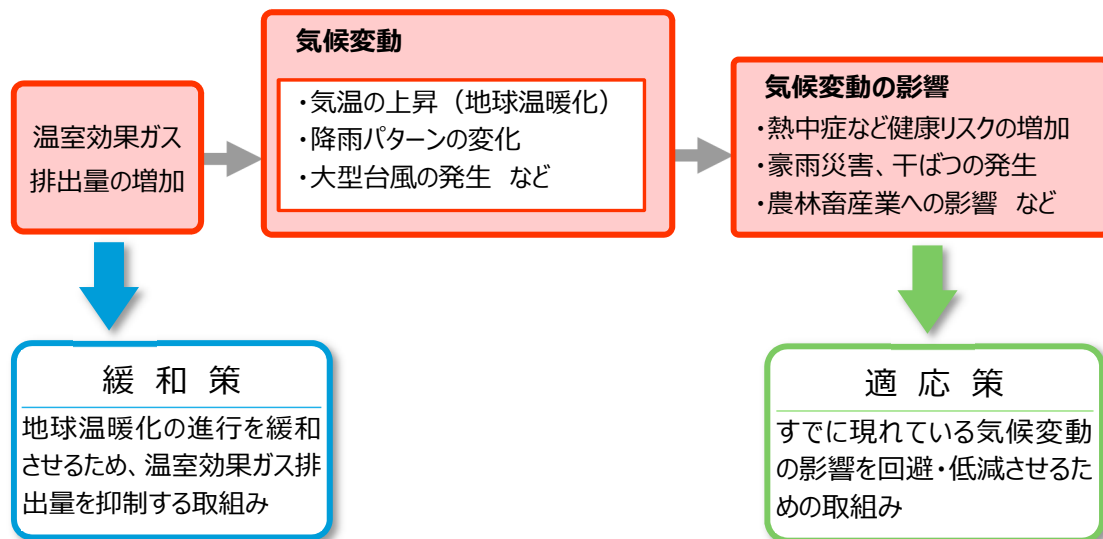 温室効果ガス
排出量の増加
気候変動
・気温の上昇（地球温暖化）
・降雨パターンの変化
・大型台風の発生　など
気候変動の影響
・熱中症など健康リスクの増加
・豪雨災害、干ばつの発生
・農林畜産業への影響　など
緩 和 策
地球温暖化の進行を緩和
させるため、温室効果ガス排
出量を抑制する取組み
適 応 策
すでに現れている気候変動
の影響を回避・低減させるた
めの取組み